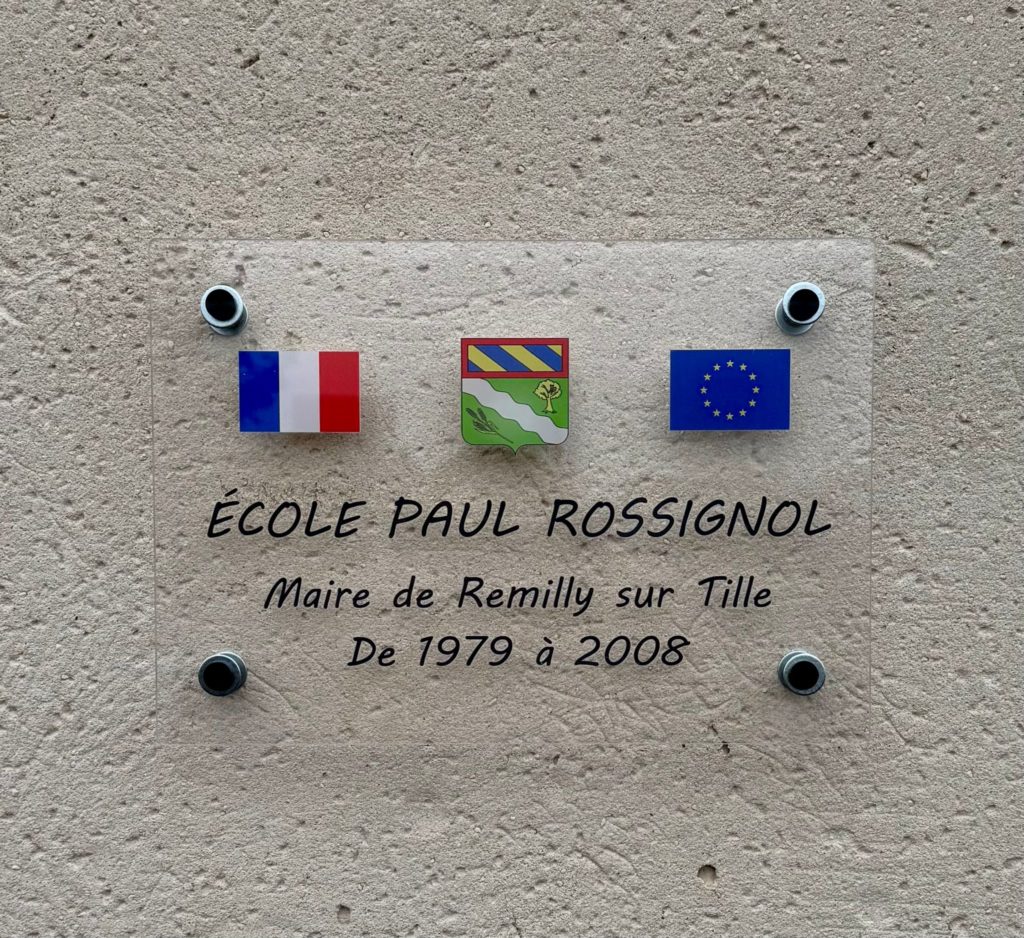 ÉCOLE PAUL ROSSIGNOL
Maire de Remilly sur Tille
De 1979 à 2008